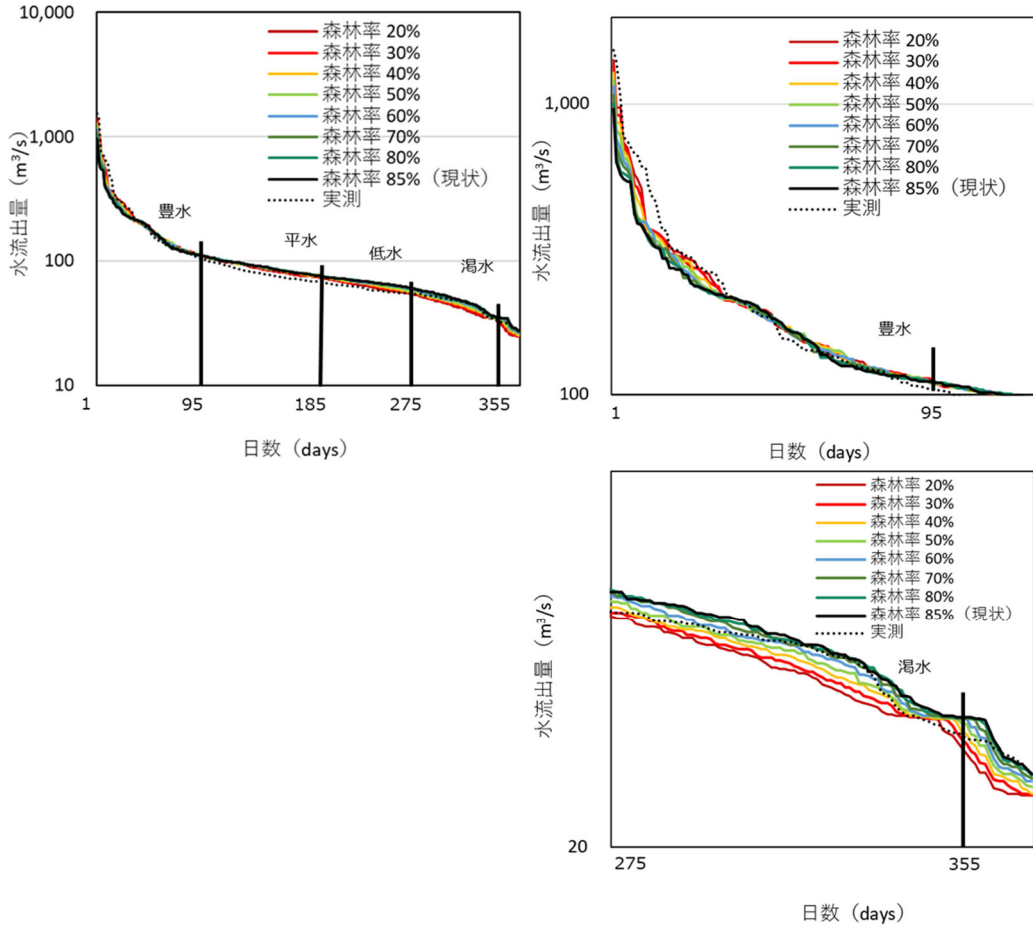 10,000
1,000
100
10
水流出量（m³/s）
森林率 20%
森林率 30%
森林率 40%
森林率 50%
森林率 60%
森林率 70%
森林率 80%
森林率 85%（現状）
実測
豊水
平水
低水
渇水
1 95 185 275 355
日数（days）
1,000
100
水流出量（m³/s）
森林率 20%
森林率 30%
森林率 40%
森林率 50%
森林率 60%
森林率 70%
森林率 80%
森林率 85%（現状）
実測
豊水
1 95
日数（days）
水流出量（m³/s）
森林率 20%
森林率 30%
森林率 40%
森林率 50%
森林率 60%
森林率 70%
森林率 80%
森林率 85%（現状）
実測
渇水
20
275 355
日数（days）